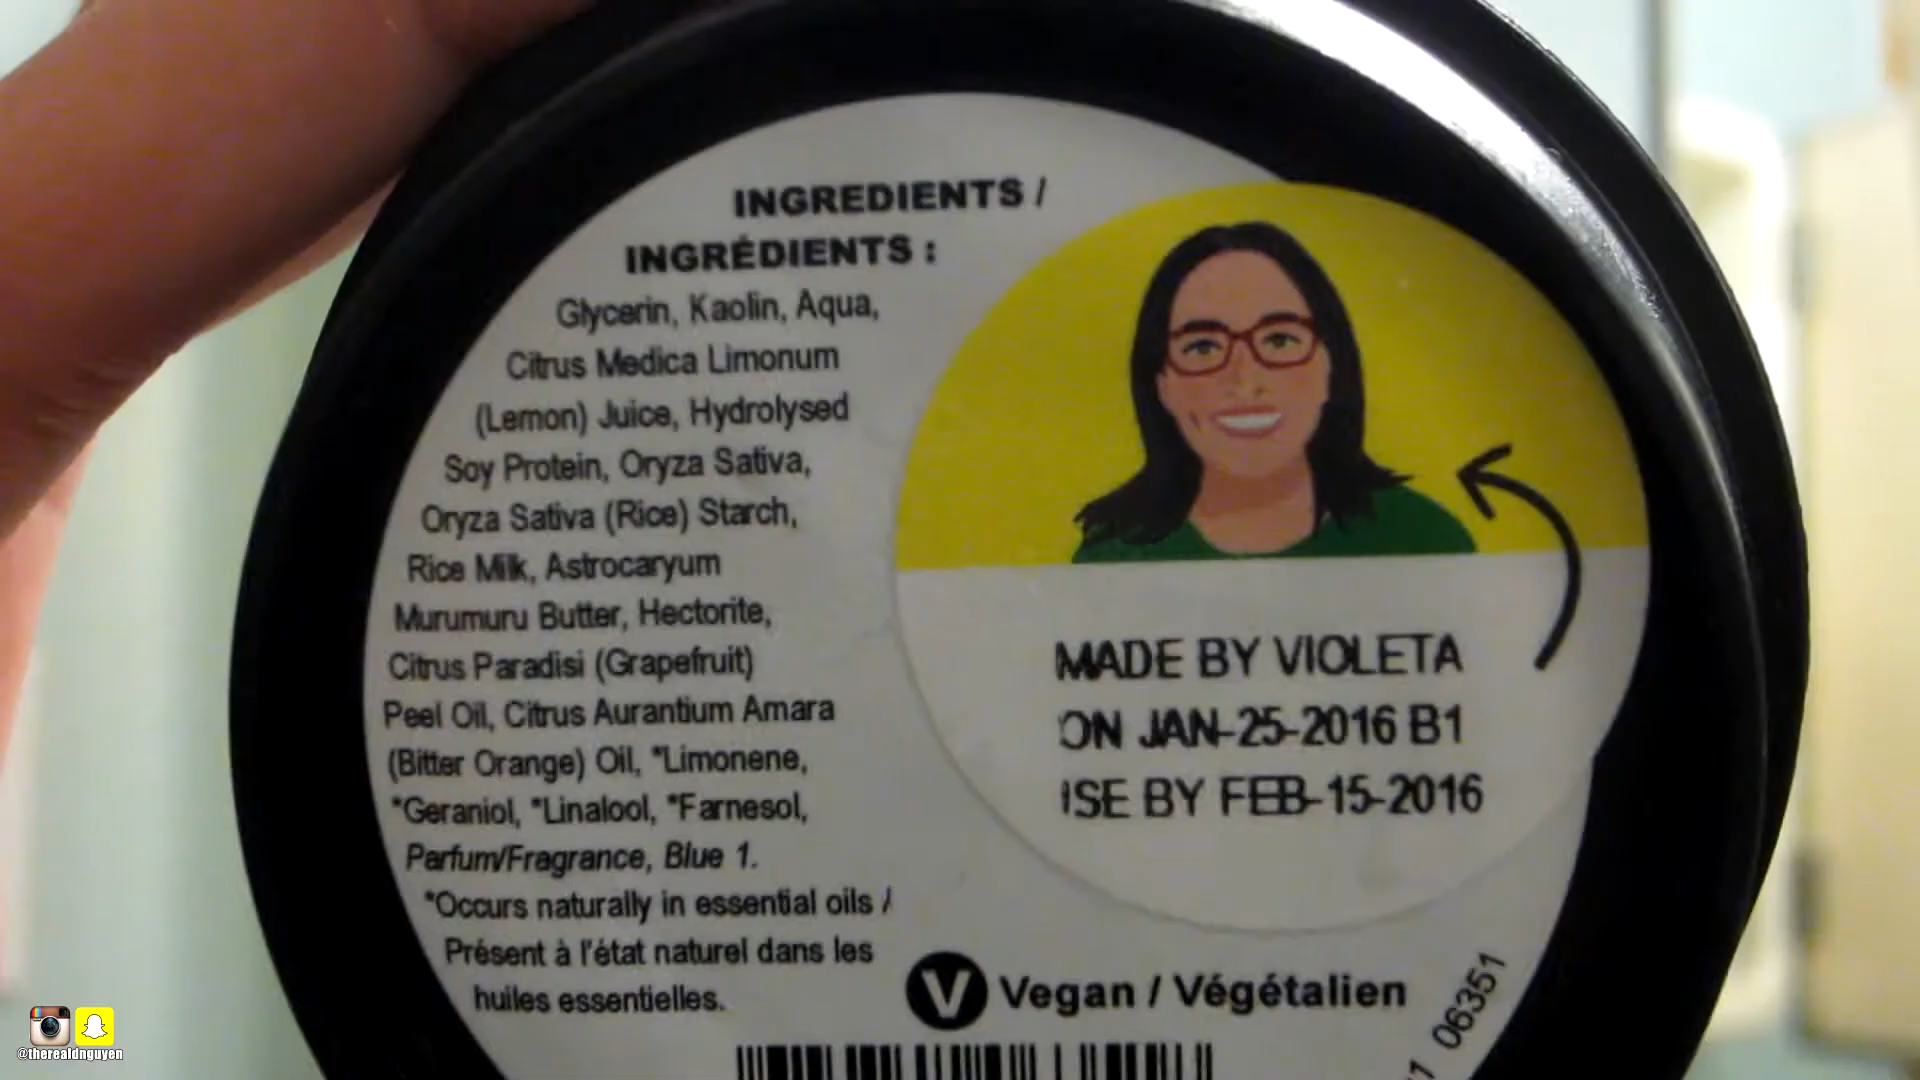 INGREDIENTS /
INGRÉDIENTS :
Glycerin, Kaolin, Aqua,
Citrus Medica Limonum
(Lemon) Juice, Hydrolysed
Soy Protein, Oryza Sativa,
Oryza Sativa (Rice) Starch,
Rice Milk, Astrocaryum
Murumuru Butter, Hectorite,
Citrus Paradisi (Grapefruit)
Peel Oil, Citrus Aurantium Amara
(Bitter Orange) Oil, *Limonene,
*Geraniol, *Linalool, *Farnesol,
Parfum/Fragrance, Blue 1.
*Occurs naturally in essential oils /
Présent à l'état naturel dans les
huiles essentielles.
MADE BY VIOLETA
ON JAN-25-2016 B1
BY FEB-15-2016
V Vegan / Végétalien
06351
@therealdnguyen